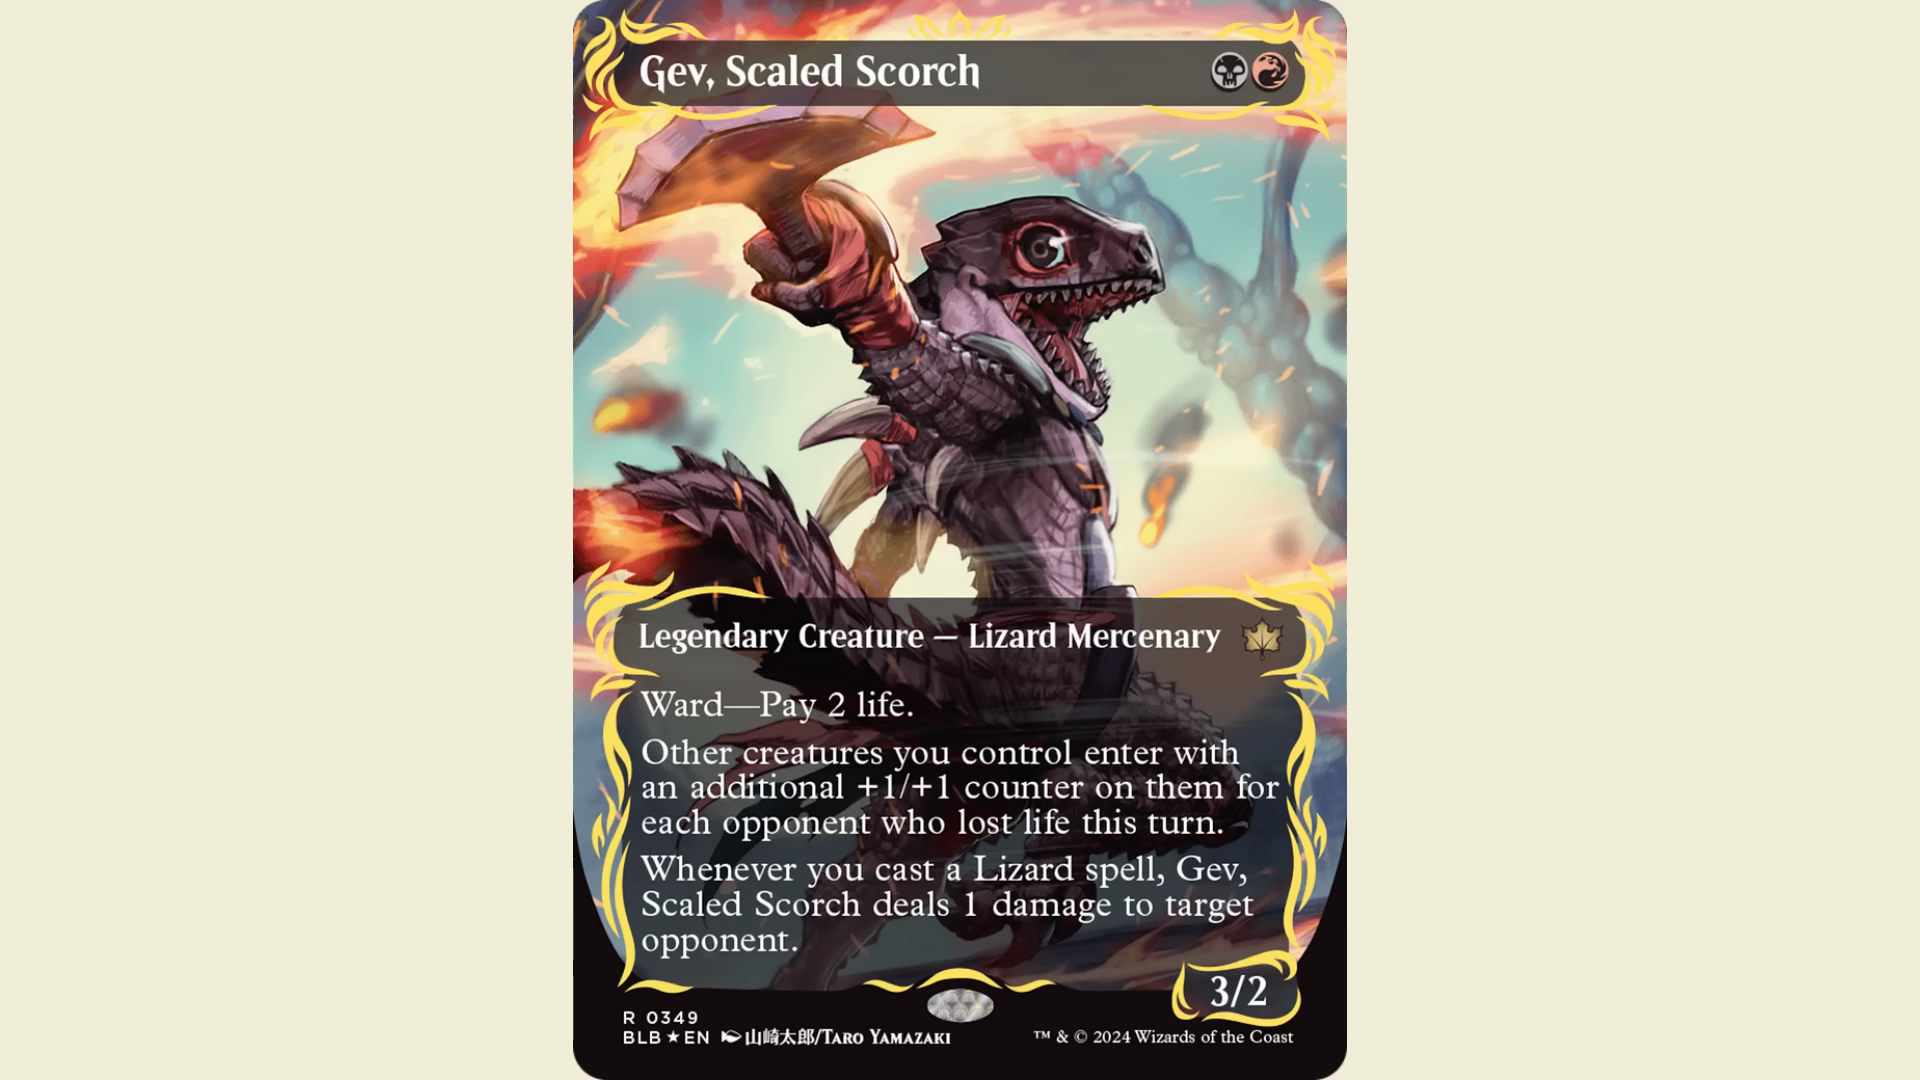 Gev, Scaled Scorch
Legendary Creature — Lizard Mercenary
Ward—Pay 2 life.
Other creatures you control enter with
an additional +1/+1 counter on them for
each opponent who lost life this turn.
Whenever you cast a Lizard spell, Gev,
Scaled Scorch deals 1 damage to target
opponent.
3/2
R 0349
BLB ★ EN 山崎太郎/Taro Yamazaki
™ & © 2024 Wizards of the Coast